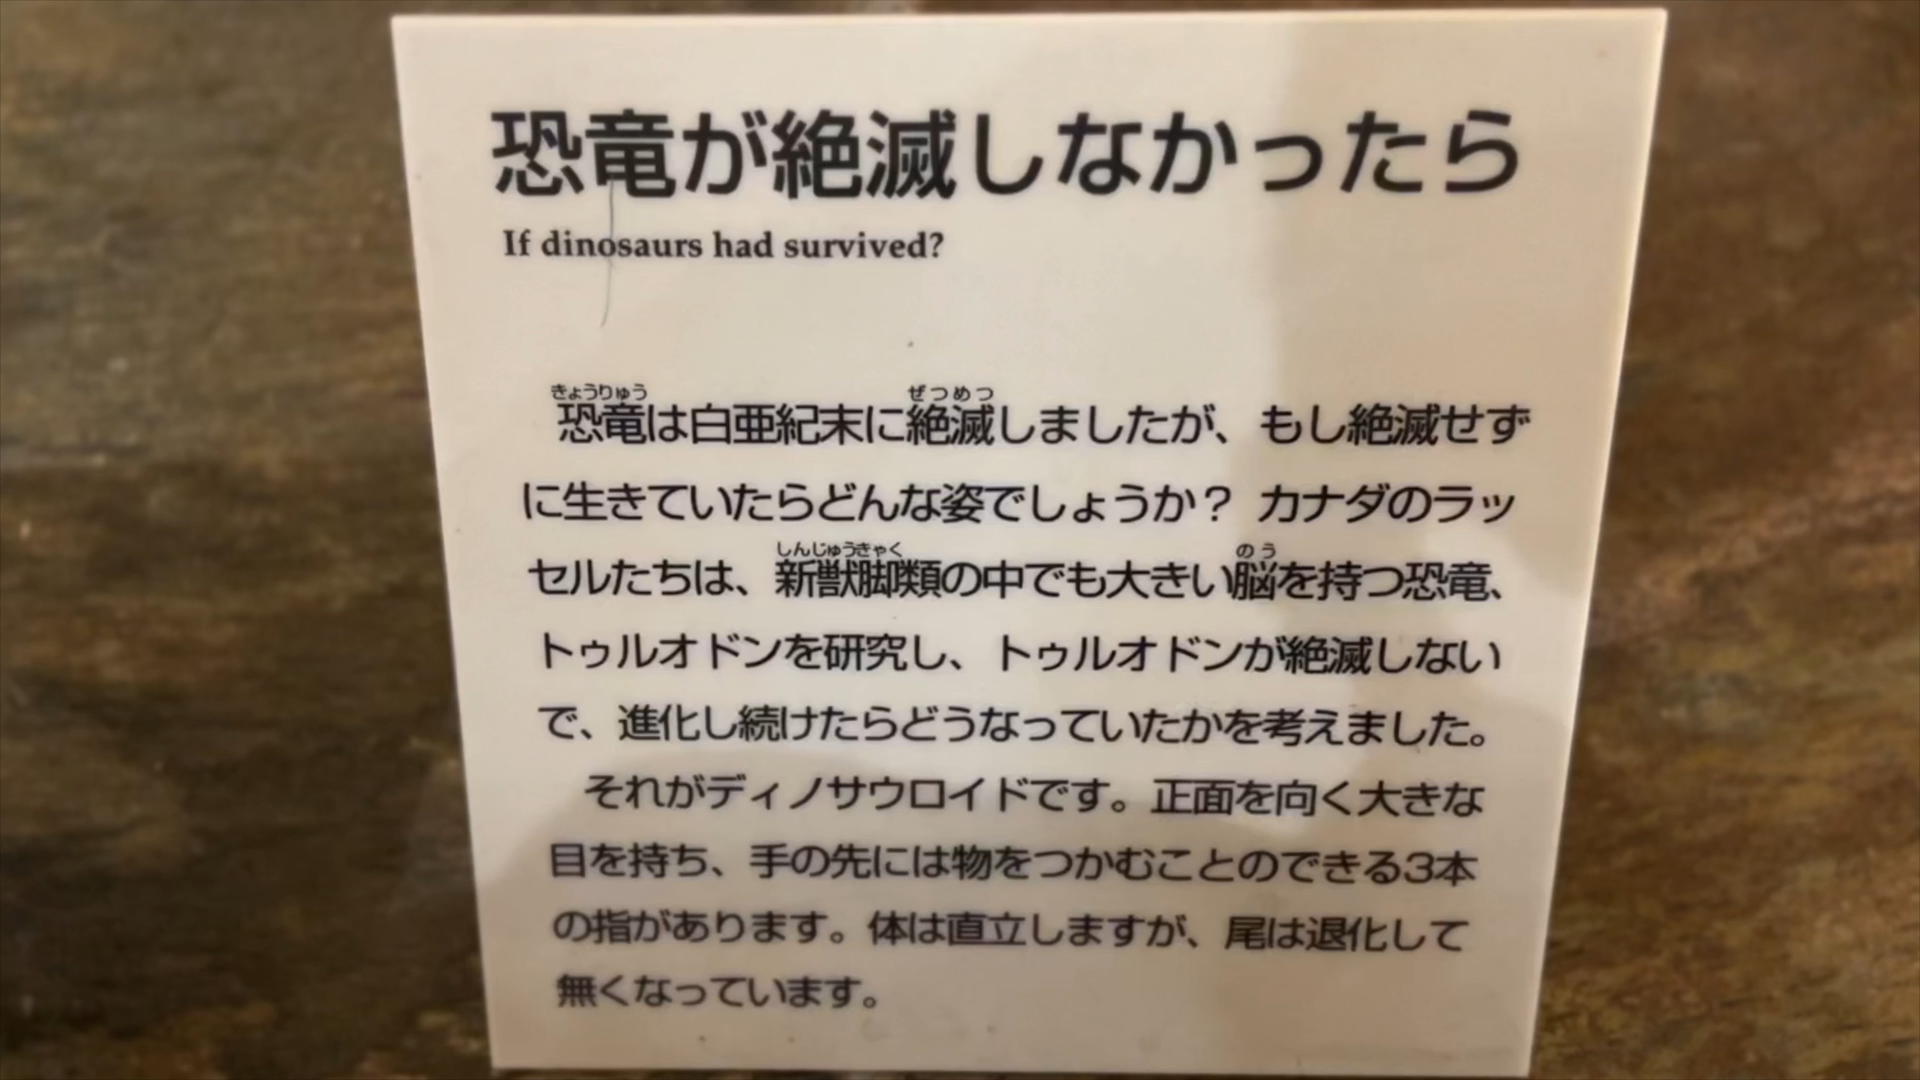 恐竜が絶滅しなかったら
If dinosaurs had survived?
きょうりゅう ぜつめつ
恐竜は白亜紀末に絶滅しましたが、もし絶滅せず
に生きていたらどんな姿でしょうか？ カナダのラッ
しんじゅうきゃく のう
セルたちは、新獣脚類の中でも大きい脳を持つ恐竜、
トゥルオドンを研究し、トゥルオドンが絶滅しない
で、進化し続けたらどうなっていたかを考えました。
それがディノサウロイドです。正面を向く大きな
目を持ち、手の先には物をつかむことのできる3本
の指があります。体は直立しますが、尾は退化して
無くなっています。